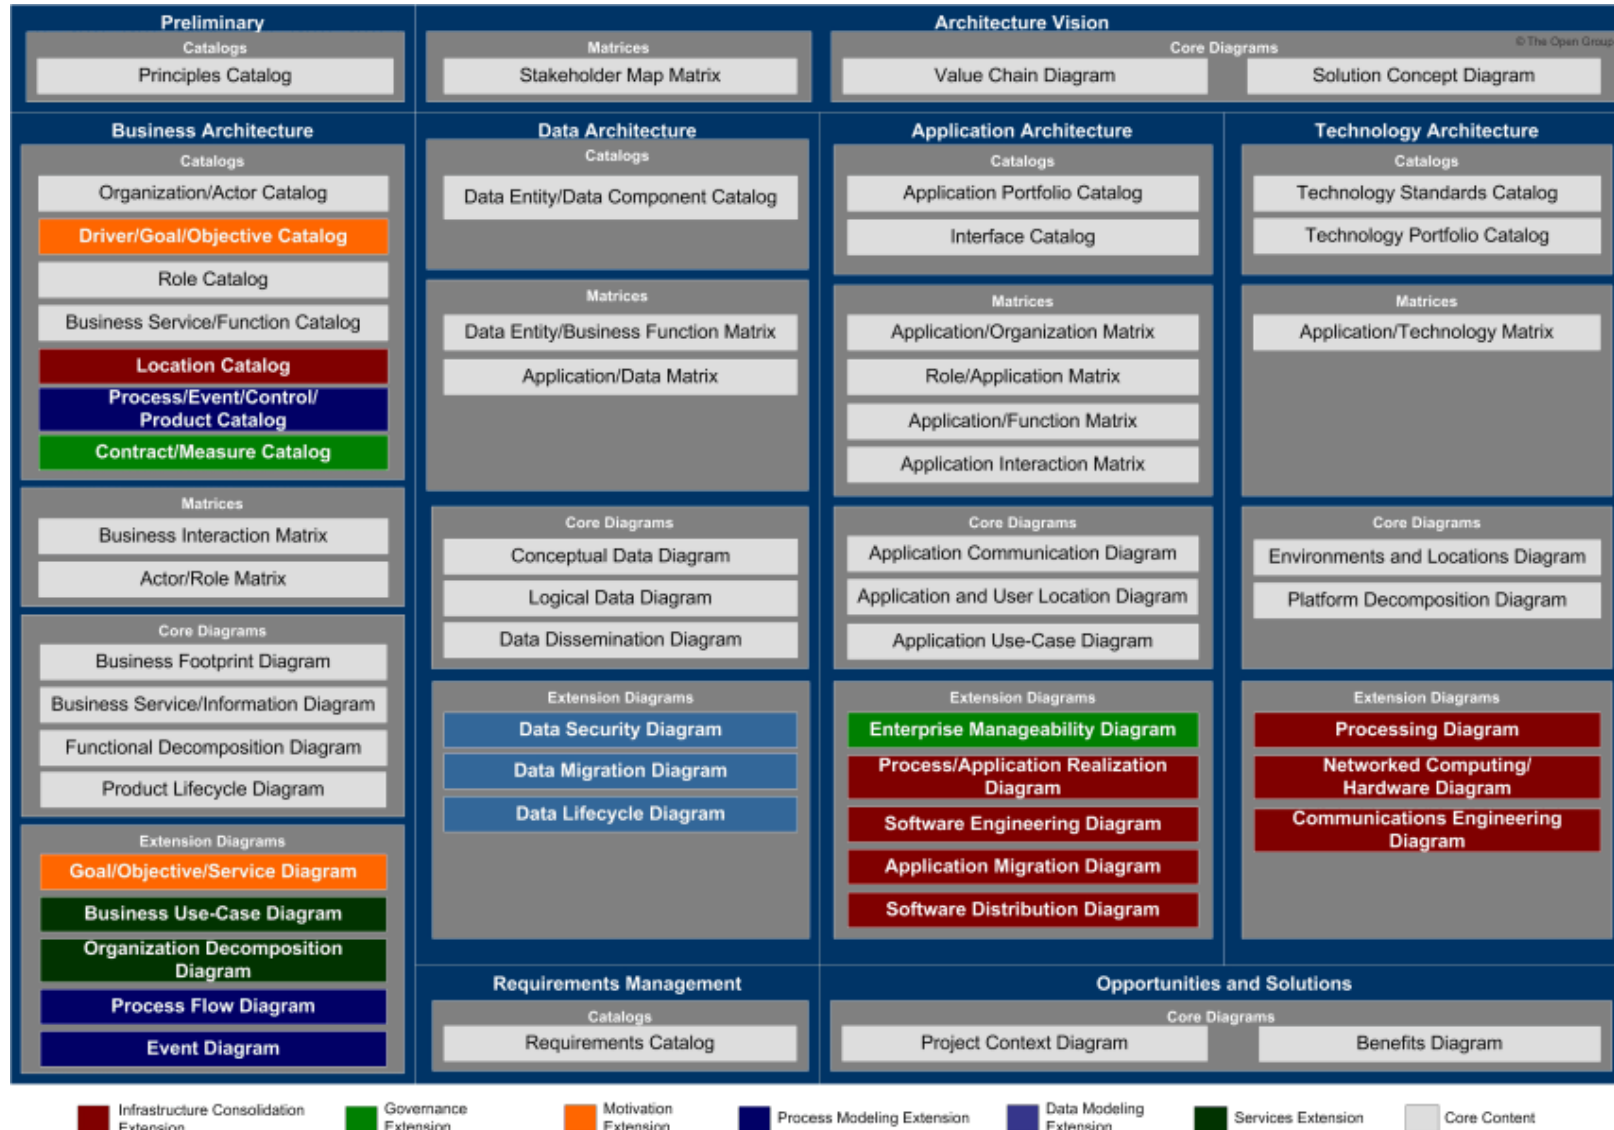 Preliminary
Catalogs
Principles Catalog
Architecture Vision
Matrices
Stakeholder Map Matrix
Core Diagrams
© The Open Group
Value Chain Diagram
Solution Concept Diagram
Business Architecture
Catalogs
Organization/Actor Catalog
Driver/Goal/Objective Catalog
Role Catalog
Business Service/Function Catalog
Location Catalog
Process/Event/Control/
Product Catalog
Contract/Measure Catalog
Matrices
Business Interaction Matrix
Actor/Role Matrix
Core Diagrams
Business Footprint Diagram
Business Service/Information Diagram
Functional Decomposition Diagram
Product Lifecycle Diagram
Extension Diagrams
Goal/Objective/Service Diagram
Business Use-Case Diagram
Organization Decomposition
Diagram
Process Flow Diagram
Event Diagram
Data Architecture
Catalogs
Data Entity/Data Component Catalog
Matrices
Data Entity/Business Function Matrix
Application/Data Matrix
Core Diagrams
Conceptual Data Diagram
Logical Data Diagram
Data Dissemination Diagram
Extension Diagrams
Data Security Diagram
Data Migration Diagram
Data Lifecycle Diagram
Application Architecture
Catalogs
Application Portfolio Catalog
Interface Catalog
Matrices
Application/Organization Matrix
Role/Application Matrix
Application/Function Matrix
Application Interaction Matrix
Core Diagrams
Application Communication Diagram
Application and User Location Diagram
Application Use-Case Diagram
Extension Diagrams
Enterprise Manageability Diagram
Process/Application Realization
Diagram
Software Engineering Diagram
Application Migration Diagram
Software Distribution Diagram
Technology Architecture
Catalogs
Technology Standards Catalog
Technology Portfolio Catalog
Matrices
Application/Technology Matrix
Core Diagrams
Environments and Locations Diagram
Platform Decomposition Diagram
Extension Diagrams
Processing Diagram
Networked Computing/
Hardware Diagram
Communications Engineering
Diagram
Requirements Management
Catalogs
Requirements Catalog
Opportunities and Solutions
Core Diagrams
Project Context Diagram
Benefits Diagram
Infrastructure Consolidation
Extension
Governance
Extension
Motivation
Extension
Process Modeling Extension
Data Modeling
Extension
Services Extension
Core Content